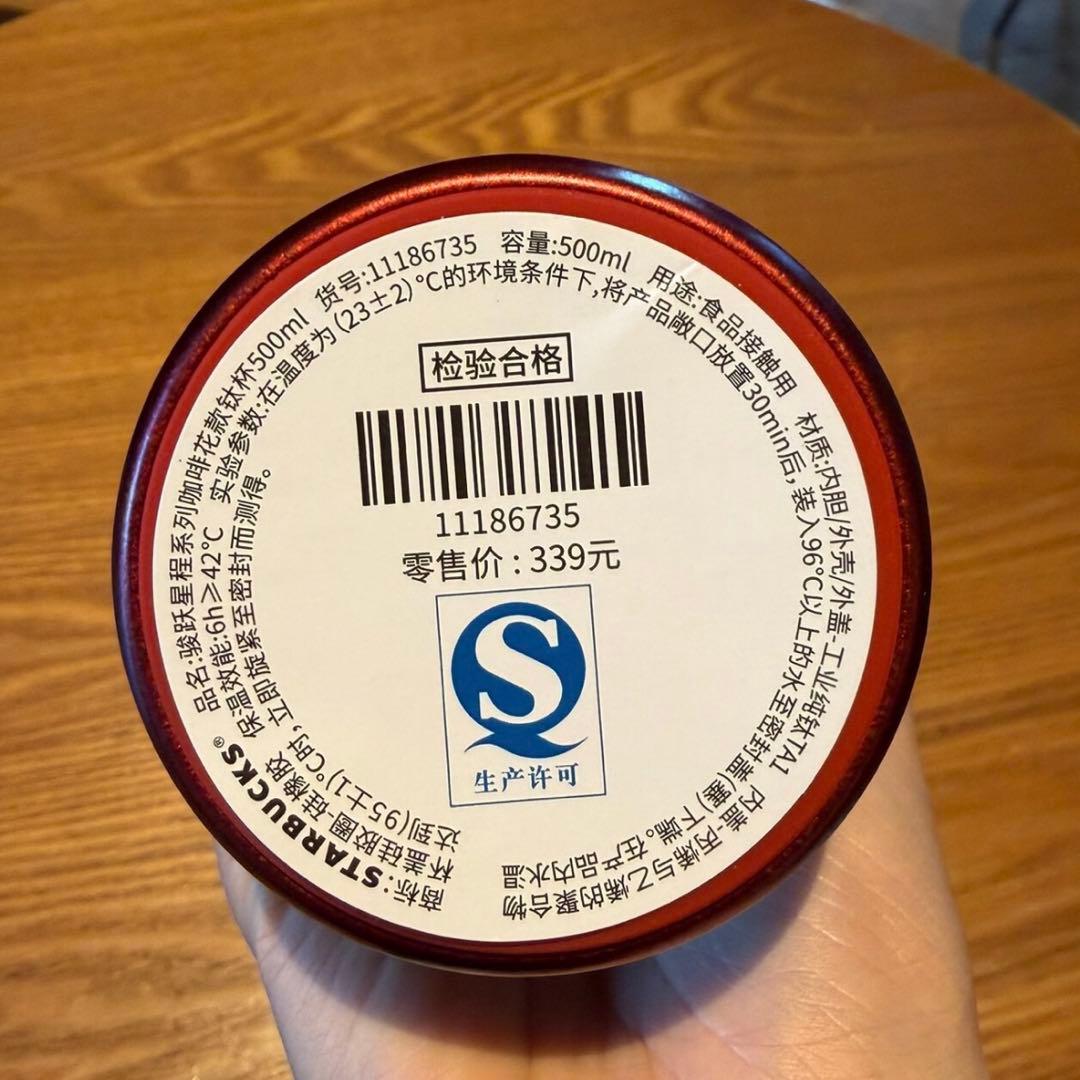 商标:STARBUCKS® 品名:骏跃星程系列咖啡花款钛杯500ml 货号:11186735 容量:500ml 用途:食品接触用 材质:内胆/外壳/外盖-工业纯钛TA1 内盖-丙烯与乙烯的聚合物
杯盖硅胶圈-硅橡胶 保温效能:6h≥42℃ 实验参数:在温度为(23±2)℃的环境条件下,将产品敞口放置30min后,装入96℃以上的水至密封盖(塞)下端。在产品内水温
达到(95±1)℃时,立即旋紧至密封而测得。
检验合格
11186735
零售价:339元
S
生产许可